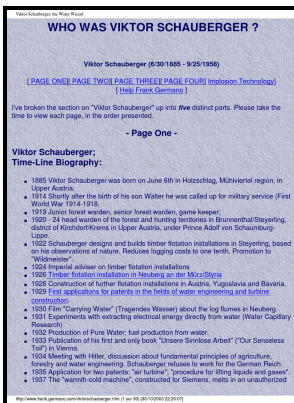 Viktor Schauberger, the Water Wizard
WHO WAS VIKTOR SCHAUBERGER ?
Viktor Schauberger (6/30/1885 - 9/25/1958)
[ PAGE ONE][ PAGE TWO][ PAGE THREE][ PAGE FOUR] Implosion Technology]
[ Help Frank Germano ]
I've broken the section on "Viktor Schauberger" up into five distinct parts. Please take the
time to view each page, in the order presented.
- Page One -
Viktor Schauberger;
Time-Line Biography:
1885 Viktor Schauberger was born on June 6th in Holzschlag, Mühlviertel region, in
Upper Austria.
1914 Shortly after the birth of his son Walter he was called up for military service (First
World War 1914-1918.
1919 Junior forest warden, senior forest warden, game keeper;
1920 - 24 head warden of the forest and hunting territories in Brunnenthal/Steyerling,
district of Kirchdorf/Krems in Upper Austria, under Prince Adolf von Schaumburg-
Lippe.
1922 Schauberger designs and builds timber flotation installations in Steyerling, based
on his observations of nature. Reduces logging costs to one tenth. Promotion to
"Wildmeister".
1924 Imperial adviser on timber flotation installations
1926 Timber flotation installation in Neuberg an der Mürz/Styria
1928 Construction of further flotation installations in Austria, Yugoslavia and Bavaria.
1929 First applications for patents in the fields of water engineering and turbine
construction.
1930 Film "Carrying Water" (Tragendes Wasser) about the log flumes in Neuberg.
1931 Experiments with extracting electrical energy directly from water (Water Capillary
Research)
1932 Production of Pure Water; fuel production from water.
1933 Publication of his first and only book "Unsere Sinnlose Arbeit" ("Our Senseless
Toil") in Vienna.
1934 Meeting with Hitler, discussion about fundamental principles of agriculture,
forestry and water engineering. Schauberger refuses to work for the German Reich.
1935 Application for two patents; "air turbine"; "procedure for lifting liquids and gases".
1937 The "warmth-cold machine", constructed for Siemens, melts in an unauthorized
http://www.frank.germano.com/viktorschauberger.htm (1 sur 30) [30/10/2003 22:20:07]